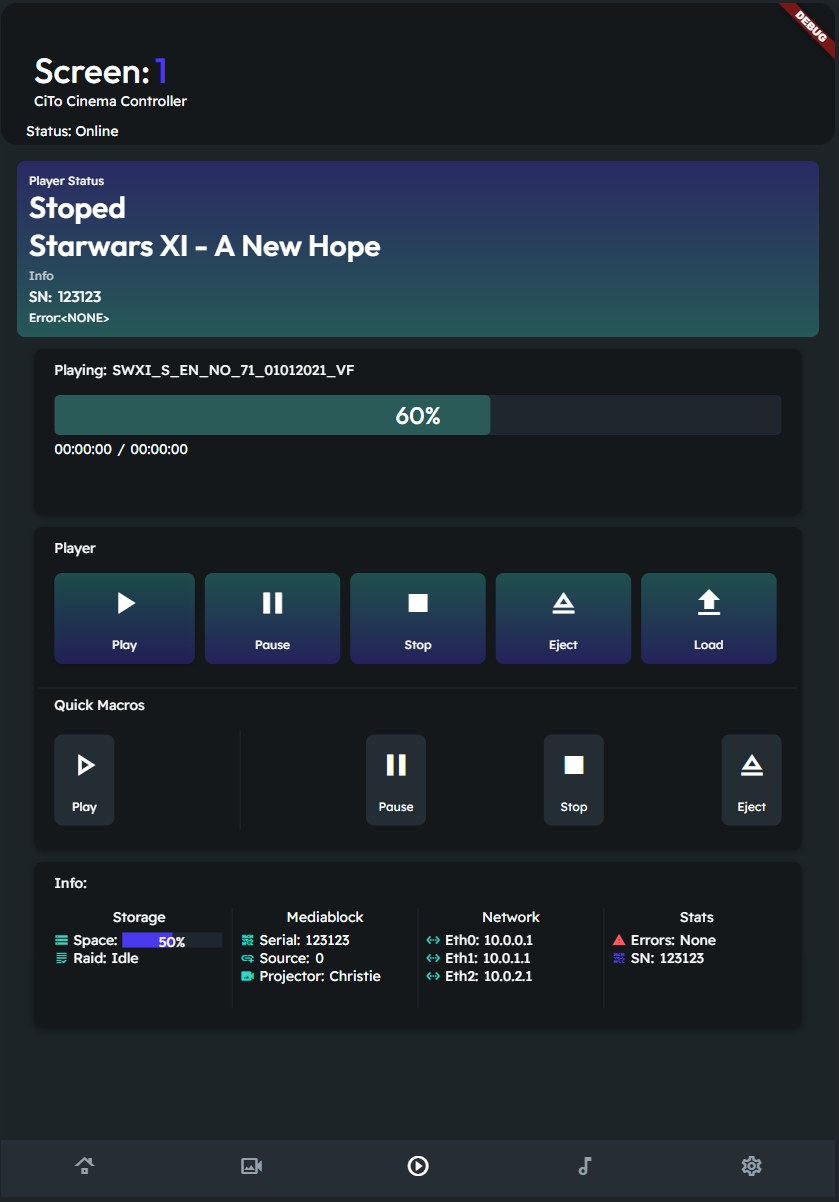 DEBUG
Screen: 1
CiTo Cinema Controller
Status: Online
Player Status
Stoped
Starwars XI - A New Hope
Info
SN: 123123
Error:<NONE>
Playing: SWXI_S_EN_NO_71_01012021_VF
60%
00:00:00 / 00:00:00
Player
Play Pause Stop Eject Load
Quick Macros
Play Pause Stop Eject
Info:
Storage Mediablock Network Stats
Space: 50% Serial: 123123 Eth0: 10.0.0.1 Errors: None
Raid: Idle Source: 0 Eth1: 10.0.1.1 SN: 123123
Projector: Christie Eth2: 10.0.2.1